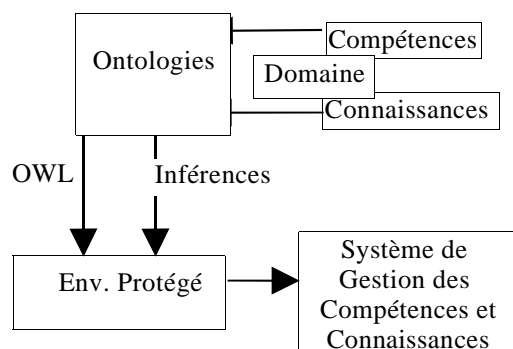 Compétences
Ontologies
Domaine
Connaissances
OWL
Inférences
Env. Protégé
Système de
Gestion des
Compétences et
Connaissances